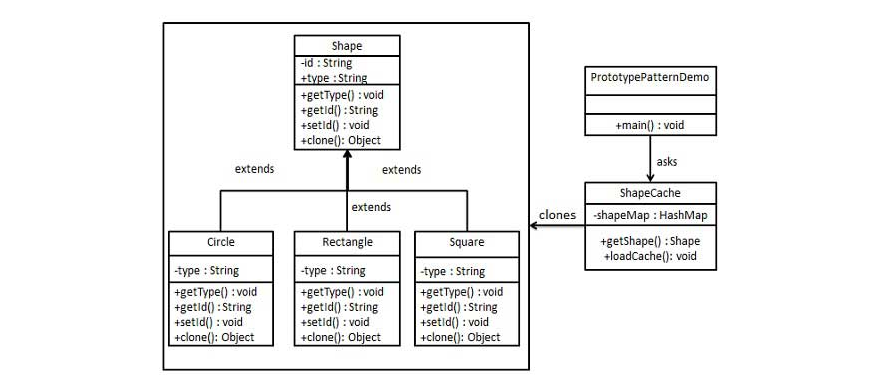 Shape
-id : String
+type : String
+getType() : void
+getId() : String
+setId() : void
+clone(): Object
extends
extends
extends
Circle
-type : String
+getType() : void
+getId() : String
+setId() : void
+clone(): Object
Rectangle
-type : String
+getType() : void
+getId() : String
+setId() : void
+clone(): Object
Square
-type : String
+getType() : void
+getId() : String
+setId() : void
+clone(): Object
PrototypePatternDemo
+main() : void
asks
ShapeCache
-shapeMap : HashMap
+getShape() : Shape
+loadCache(): void
clones